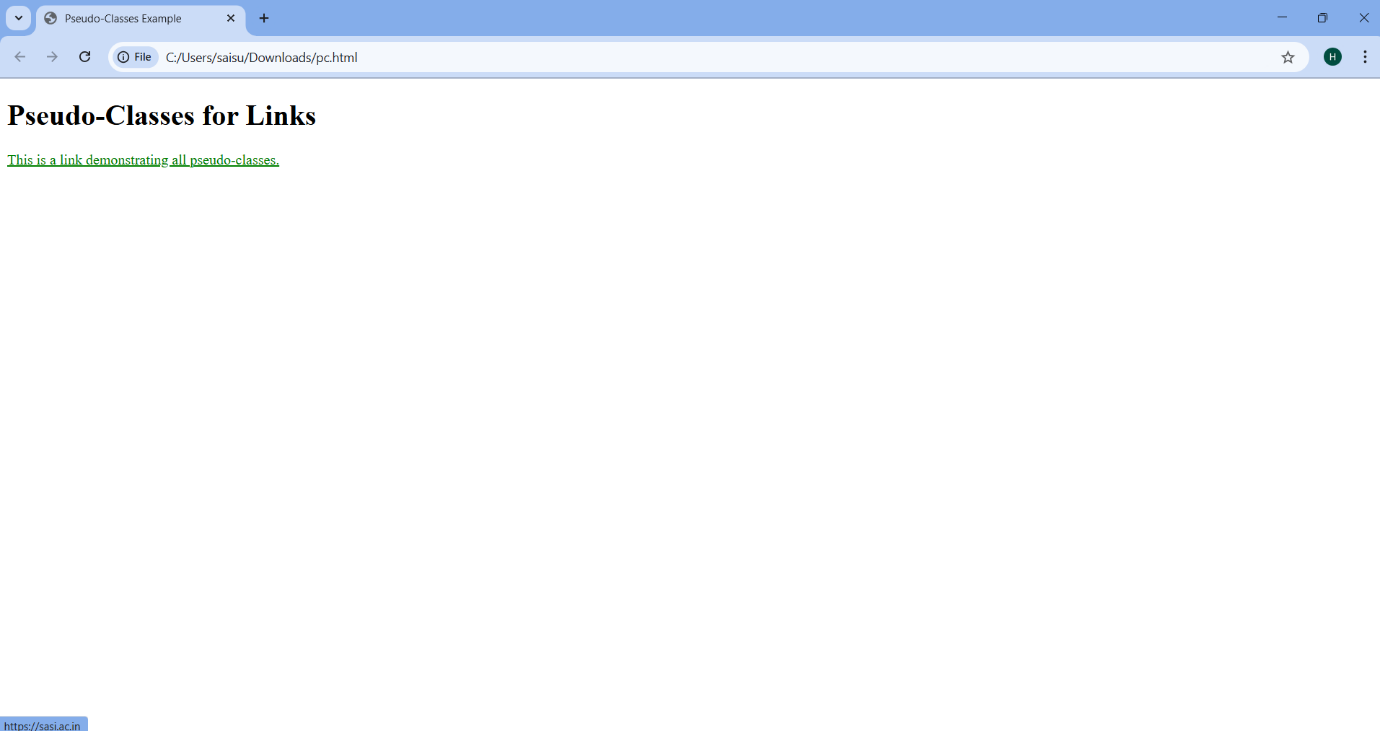 Pseudo-Classes Example
File C:/Users/saisu/Downloads/pc.html H
Pseudo-Classes for Links
This is a link demonstrating all pseudo-classes.
https://sasi.ac.in